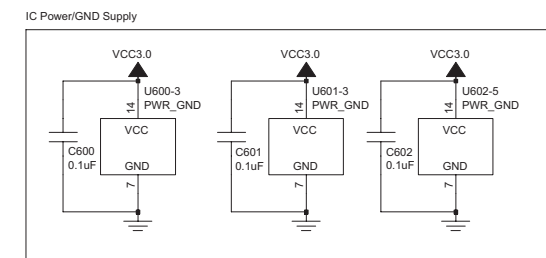 IC Power/GND Supply
VCC3.0 VCC3.0 VCC3.0
U600-3 U601-3 U602-5
14 PWR_GND 14 PWR_GND 14 PWR_GND
VCC VCC VCC
C600 C601 C602
0.1uF GND 0.1uF GND 0.1uF GND
7 7 7